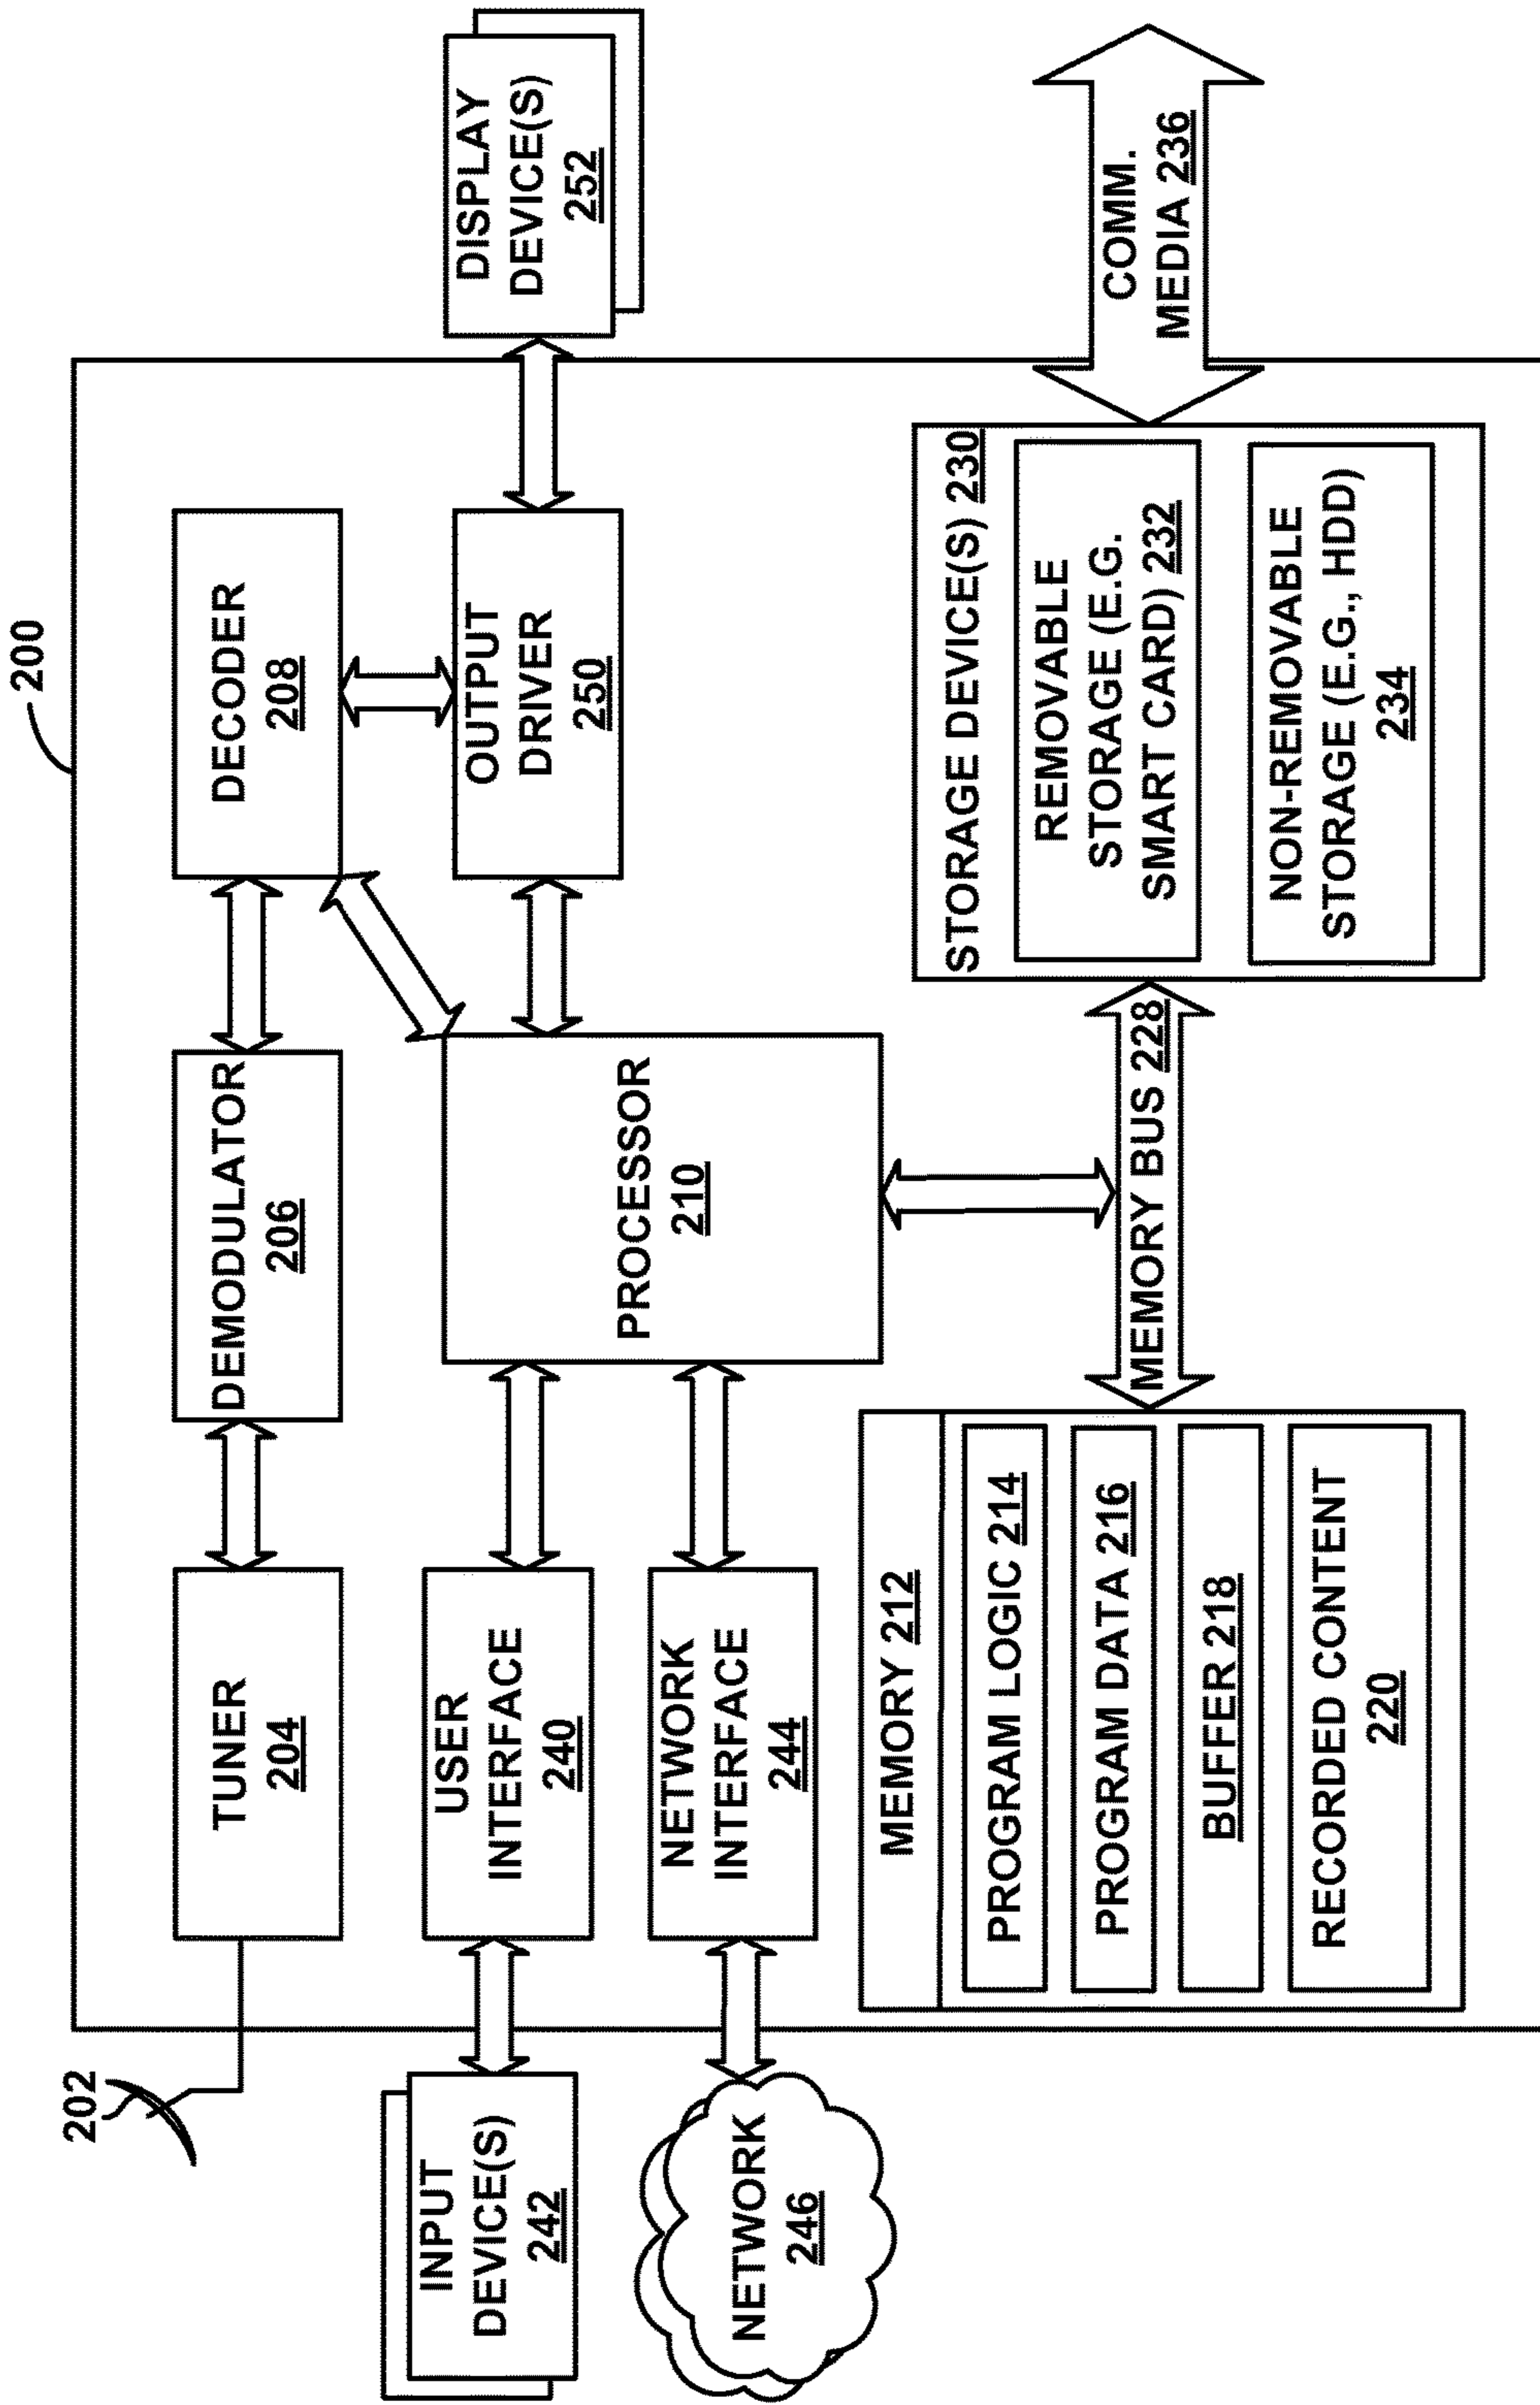 200
202
TUNER
204
DEMODULATOR
206
DECODER
208
INPUT
DEVICE(S)
242
USER
INTERFACE
240
PROCESSOR
210
OUTPUT
DRIVER
250
DISPLAY
DEVICE(S)
252
NETWORK
246
NETWORK
INTERFACE
244
MEMORY 212
PROGRAM LOGIC 214
PROGRAM DATA 216
BUFFER 218
RECORDED CONTENT
220
MEMORY BUS 228
STORAGE DEVICE(S) 230
REMOVABLE
STORAGE (E.G.
SMART CARD) 232
NON-REMOVABLE
STORAGE (E.G., HDD)
234
COMM.
MEDIA 236